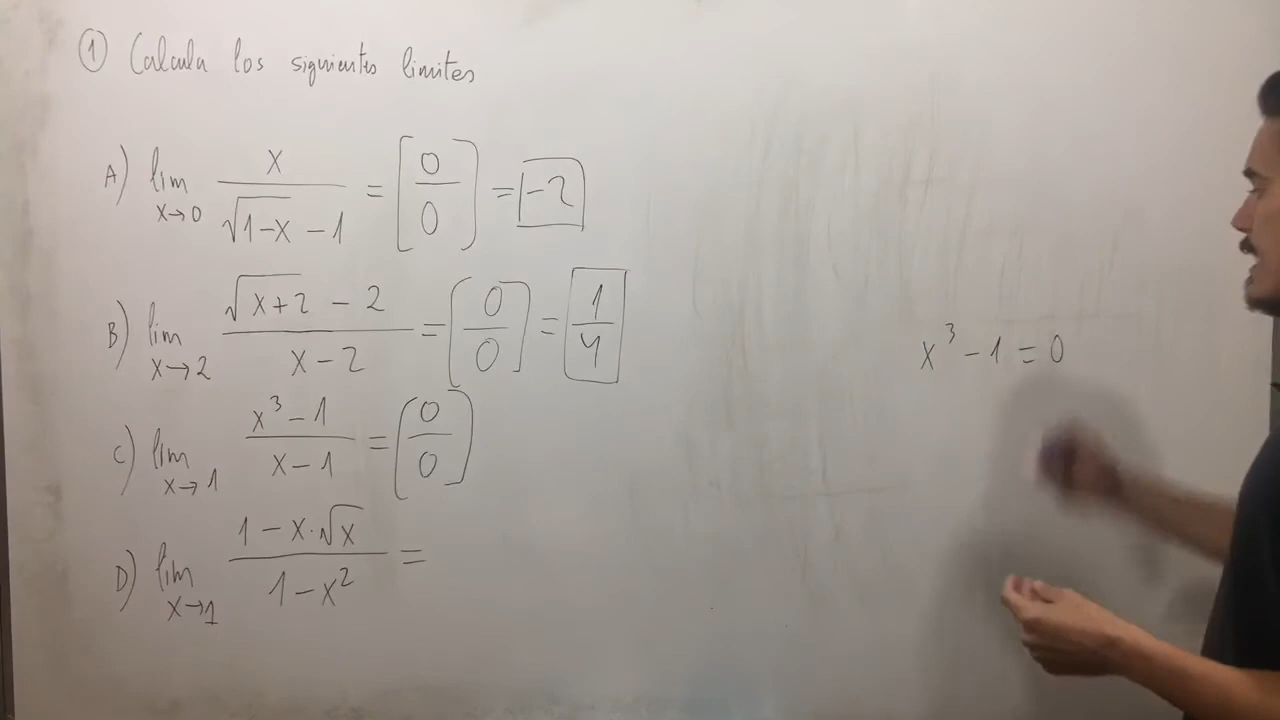 ① Calcula los siguientes limites
A) lim x→0 x / (√(1-x) - 1) = [0/0] = -2
B) lim x→2 (√(x+2) - 2) / (x-2) = [0/0] = 1/4
x³ - 1 = 0
C) lim x→1 (x³-1) / (x-1) = [0/0]
D) lim x→1 (1 - x·√x) / (1-x²) =